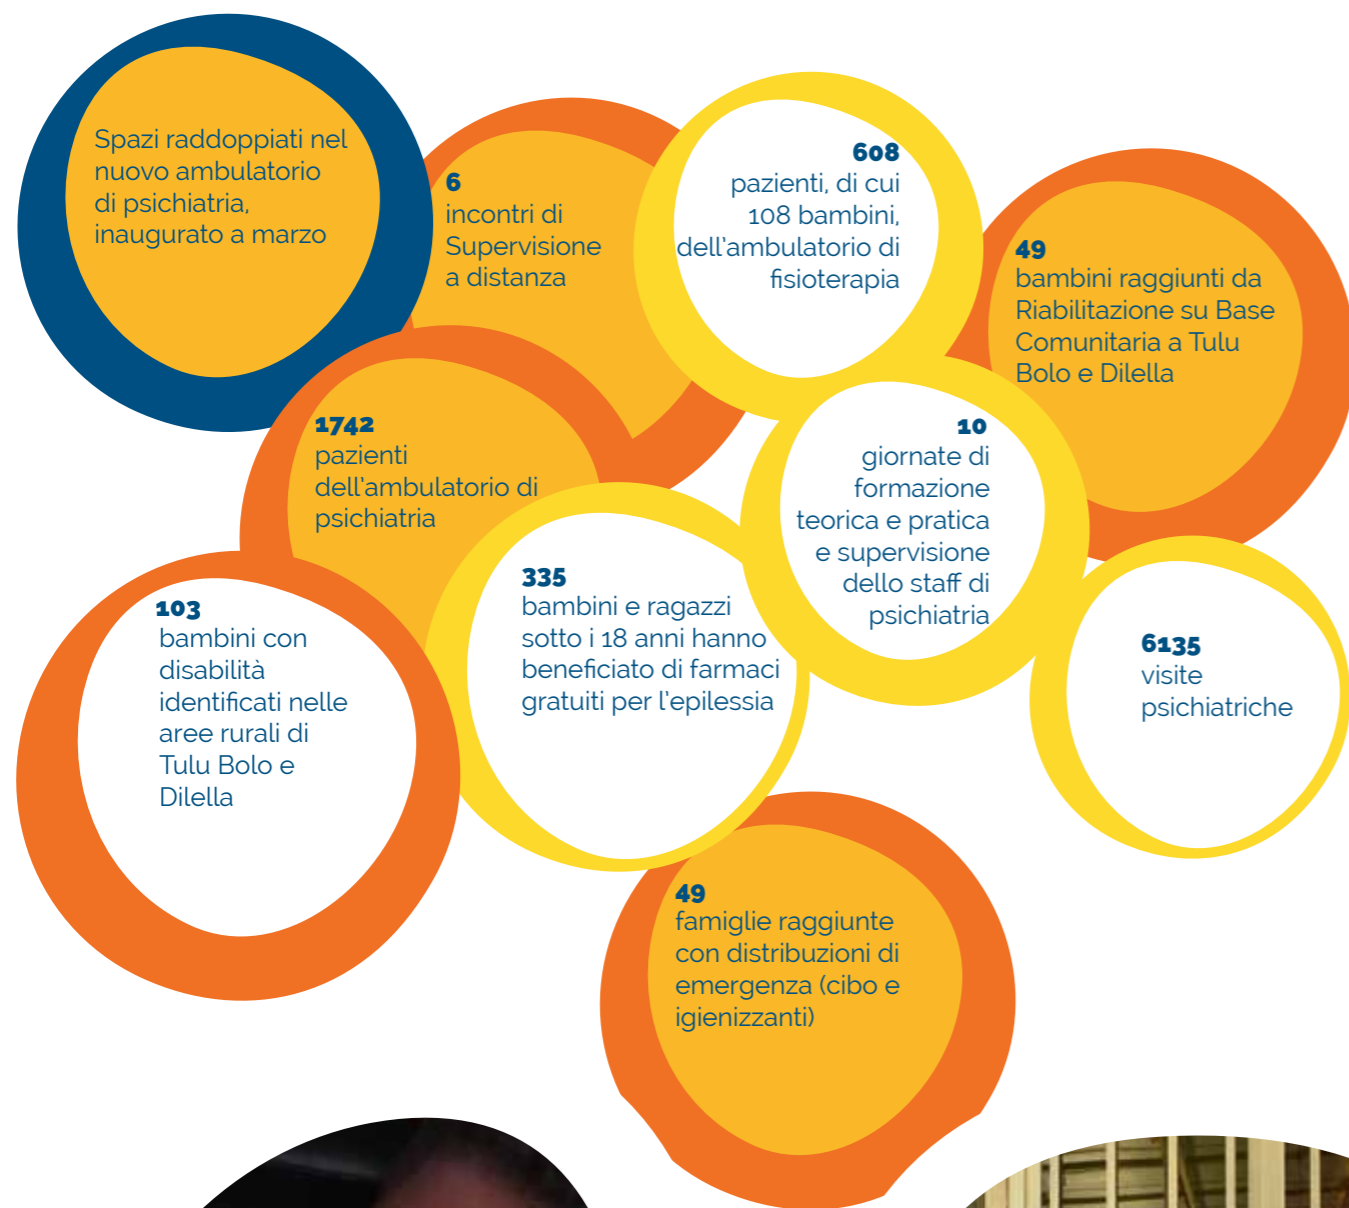 Spazi raddoppiati nel
nuovo ambulatorio
di psichiatria,
inaugurato a marzo
6
incontri di
Supervisione
a distanza
608
pazienti, di cui
108 bambini,
dell'ambulatorio di
fisioterapia
49
bambini raggiunti da
Riabilitazione su Base
Comunitaria a Tulu
Bolo e Dilella
1742
pazienti
dell'ambulatorio di
psichiatria
10
giornate di
formazione
teorica e pratica
e supervisione
dello staff di
psichiatria
335
bambini e ragazzi
sotto i 18 anni hanno
beneficiato di farmaci
gratuiti per l'epilessia
103
bambini con
disabilità
identificati nelle
aree rurali di
Tulu Bolo e
Dilella
6135
visite
psichiatriche
49
famiglie raggiunte
con distribuzioni di
emergenza (cibo e
igienizzanti)